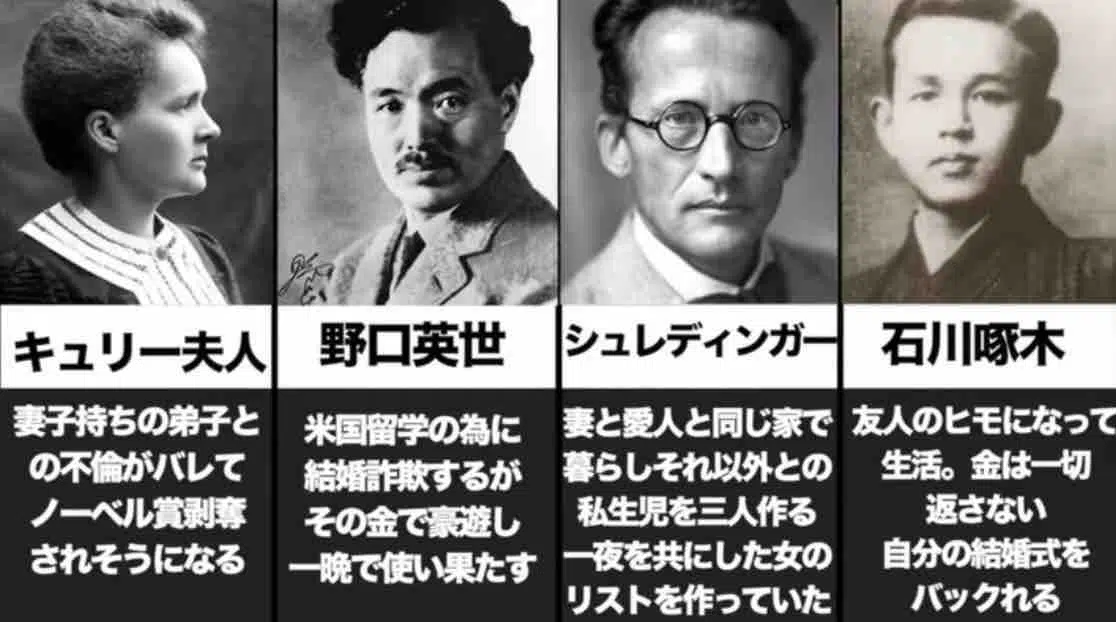 キュリー夫人
妻子持ちの弟子と
の不倫がバレて
ノーベル賞剥奪
されそうになる
野口英世
米国留学の為に
結婚詐欺するが
その金で豪遊し
一晩で使い果たす
シュレディンガー
妻と愛人と同じ家で
暮らしそれ以外との
私生児を三人作る
一夜を共にした女の
リストを作っていた
石川啄木
友人のヒモになって
生活。金は一切
返さない
自分の結婚式を
バックれる